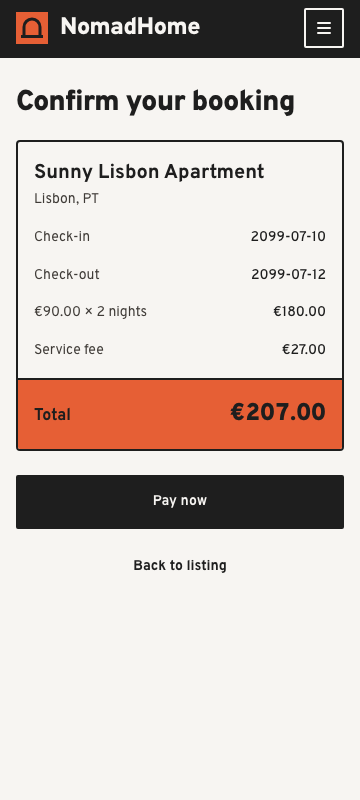 NomadHome
Confirm your booking
Sunny Lisbon Apartment
Lisbon, PT
Check-in 2099-07-10
Check-out 2099-07-12
€90.00 × 2 nights €180.00
Service fee €27.00
Total €207.00
Pay now
Back to listing